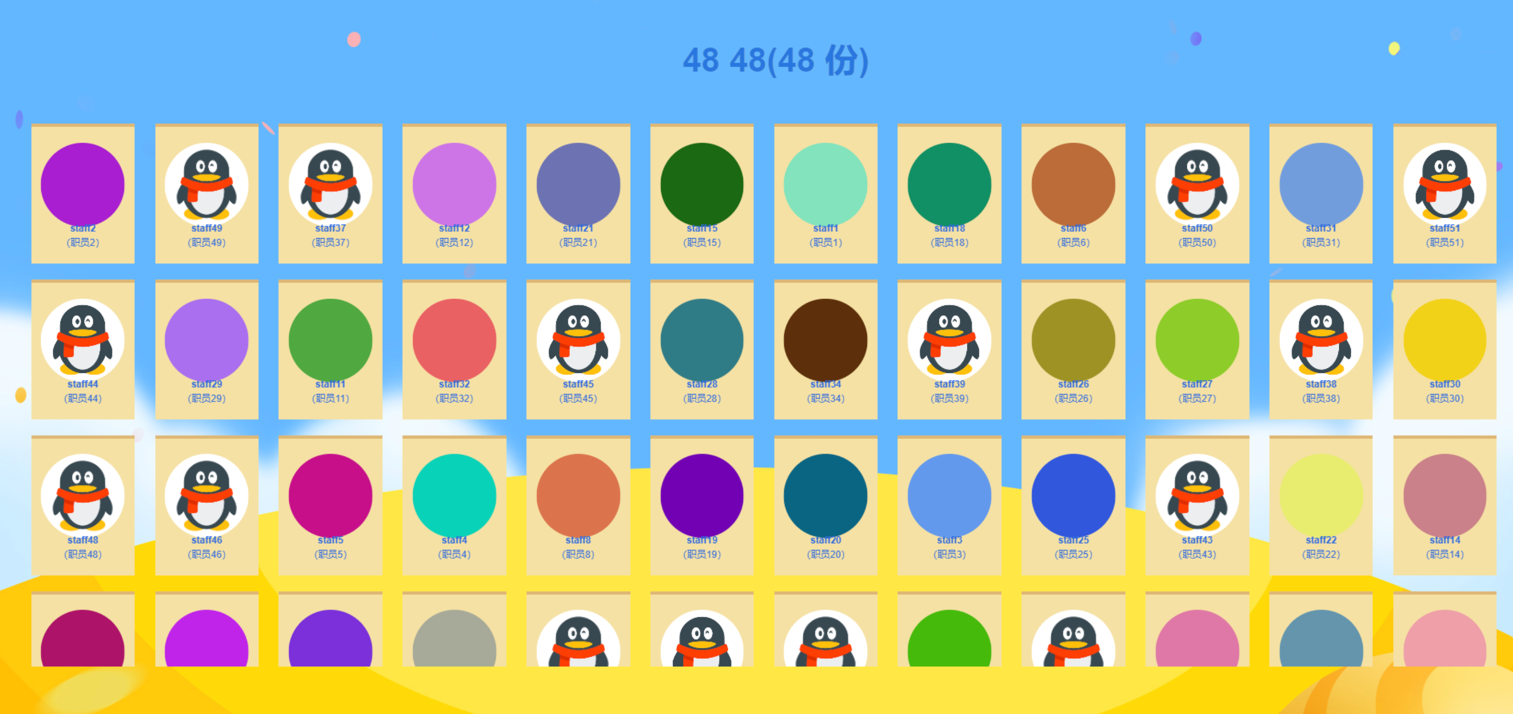 48 48(48 份)
staff2 staff49 staff37 staff12 staff21 staff15 staff1 staff18 staff6 staff50 staff31 staff51
(职员2) (职员49) (职员37) (职员12) (职员21) (职员15) (职员1) (职员18) (职员6) (职员50) (职员31) (职员51)
staff44 staff29 staff11 staff32 staff45 staff28 staff34 staff39 staff26 staff27 staff38 staff30
(职员44) (职员29) (职员11) (职员32) (职员45) (职员28) (职员34) (职员39) (职员26) (职员27) (职员38) (职员30)
staff48 staff46 staff5 staff4 staff8 staff19 staff20 staff3 staff25 staff43 staff22 staff14
(职员48) (职员46) (职员5) (职员4) (职员8) (职员19) (职员20) (职员3) (职员25) (职员43) (职员22) (职员14)